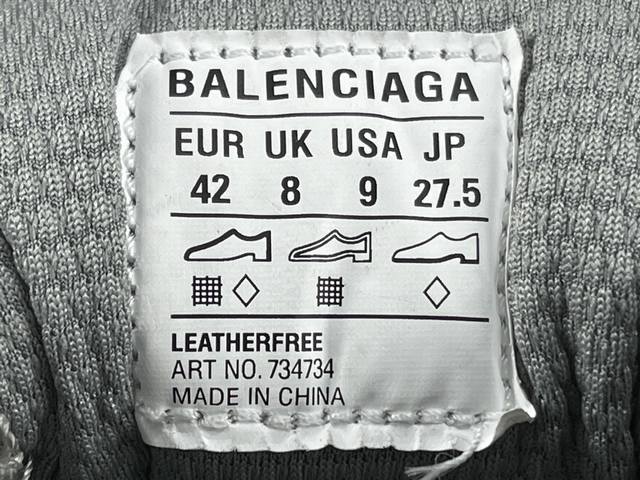 BALENCIAGA
EUR UK USA JP
42 8 9 27.5
LEATHERFREE
ART NO. 734734
MADE IN CHINA